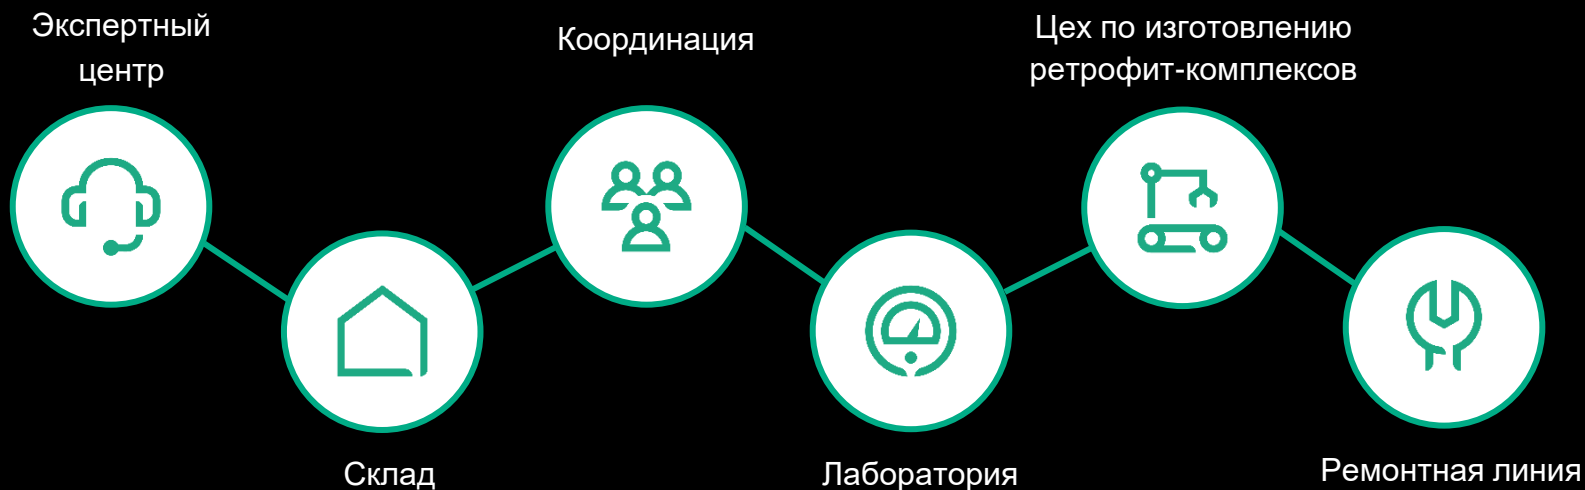 Экспертный
центр
Склад
Координация
Лаборатория
Цех по изготовлению
ретрофит-комплексов
Ремонтная линия